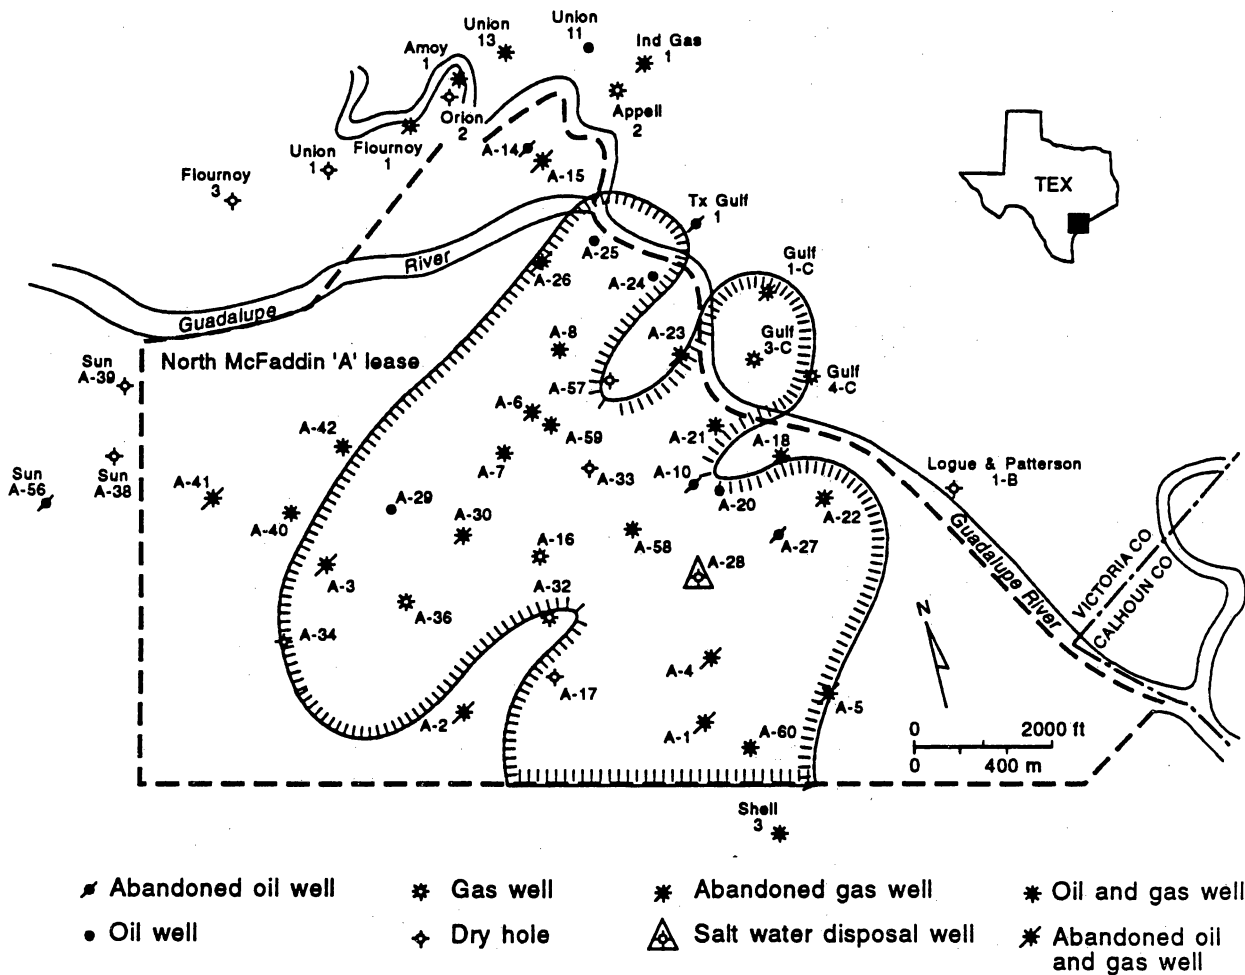 Union
11
Union
13
Ind Gas
1
Amoy
1
Appell
2
Orion
2
Flournoy
1
Union
1
Flournoy
3
A-14
A-15
TEX
Tx Gulf
1
A-25
River
A-26
A-24
Gulf
1-C
Guadalupe
A-8
A-23
Gulf
3-C
North McFaddin 'A' lease
Sun
A-39
A-57
Gulf
4-C
A-6
A-42
A-59
A-21
A-18
A-7
A-33
A-10
Logue & Patterson
1-B
Sun
A-56
Sun
A-38
A-41
A-29
A-20
A-22
A-40
A-30
A-16
A-58
A-27
Guadalupe River
VICTORIA CO
CALHOUN CO
A-28
A-3
A-32
A-36
N
A-34
A-4
A-17
A-5
A-2
A-1
A-60
0 2000 ft
0 400 m
Shell
3
Abandoned oil well
Gas well
Abandoned gas well
Oil and gas well
Oil well
Dry hole
Salt water disposal well
Abandoned oil
and gas well